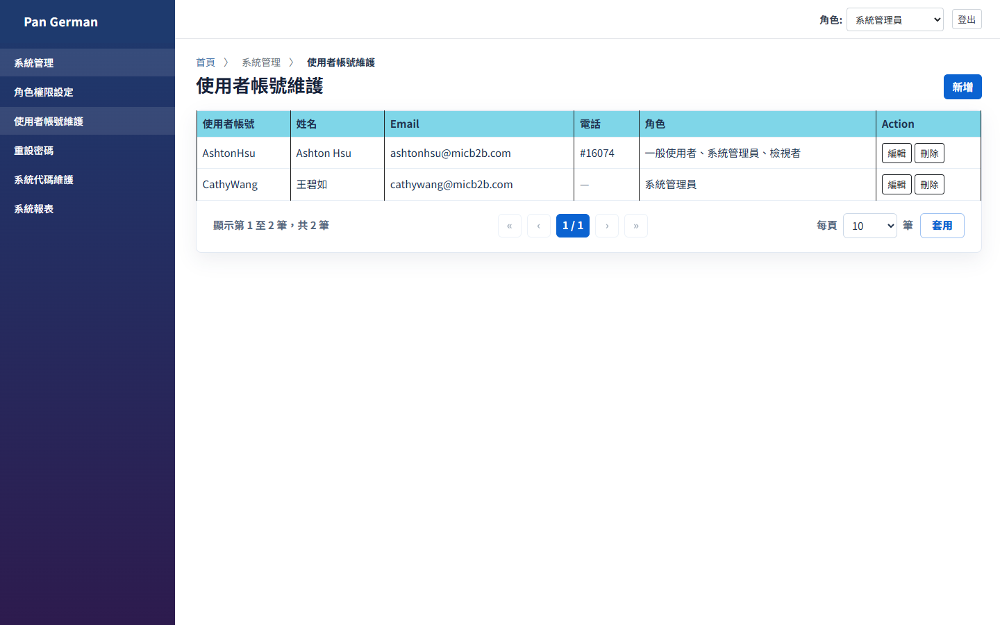 Pan German
角色: 系統管理員 登出
系統管理
角色權限設定
使用者帳號維護
重設密碼
系統代碼維護
系統報表
首頁 〉 系統管理 〉 使用者帳號維護
使用者帳號維護
新增
使用者帳號 姓名 Email 電話 角色 Action
AshtonHsu Ashton Hsu ashtonhsu@micb2b.com #16074 一般使用者、系統管理員、檢視者 編輯 刪除
CathyWang 王碧如 cathywang@micb2b.com — 系統管理員 編輯 刪除
顯示第 1 至 2 筆，共 2 筆 « ‹ 1 / 1 › » 每頁 10 筆 套用